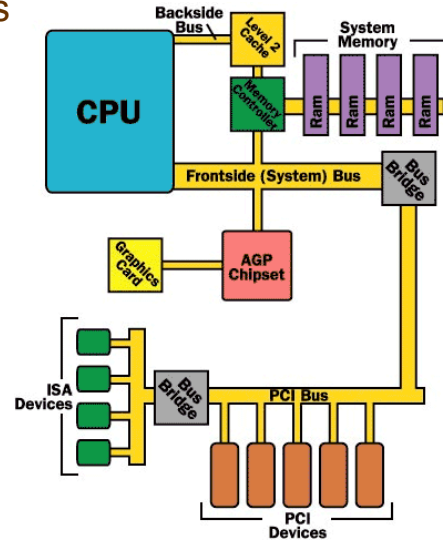 s
Backside
Bus
Level 2
Cache
System
Memory
CPU
Memory
Controller
Ram
Ram
Ram
Ram
Frontside (System) Bus
Bus
Bridge
Graphics
Card
AGP
Chipset
ISA
Devices
Bus
Bridge
PCI Bus
PCI
Devices